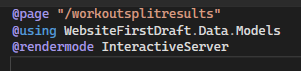 @page "/workoutsplitresults"
@using WebsiteFirstDraft.Data.Models
@rendermode InteractiveServer